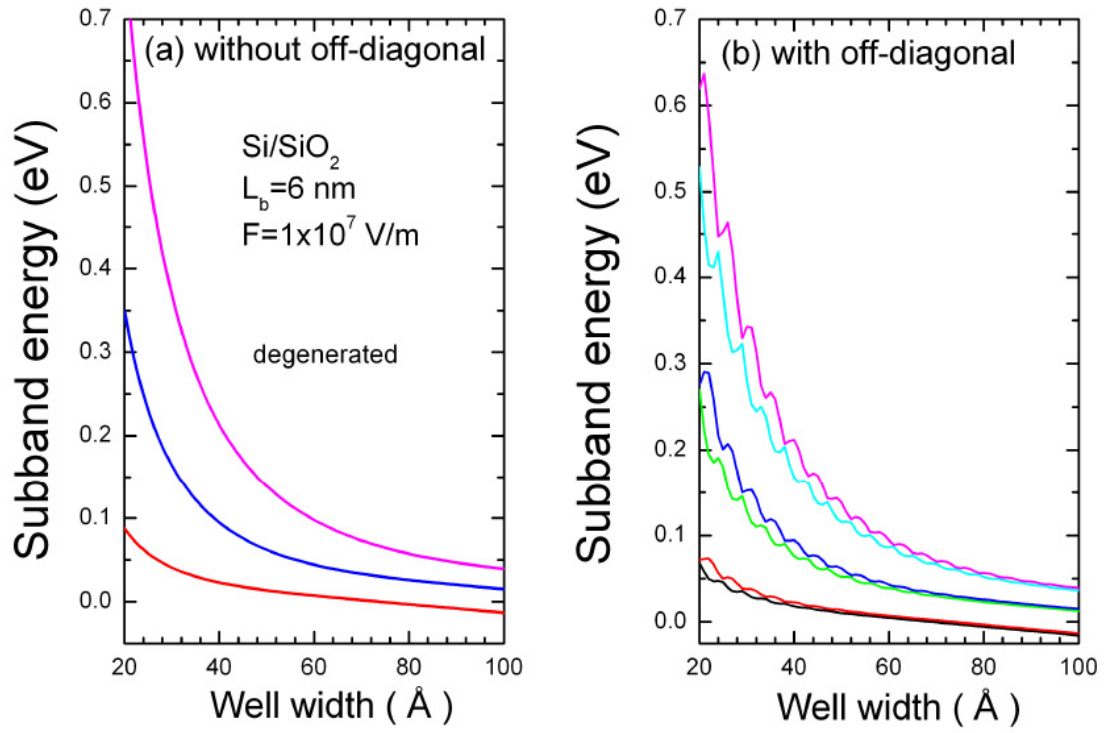 (a) without off-diagonal
Si/SiO₂
L_b=6 nm
F=1x10⁷ V/m
degenerated
Subband energy (eV)
0.7
0.6
0.5
0.4
0.3
0.2
0.1
0.0
20 40 60 80 100
Well width ( Å )
(b) with off-diagonal
Subband energy (eV)
0.7
0.6
0.5
0.4
0.3
0.2
0.1
0.0
20 40 60 80 100
Well width ( Å )